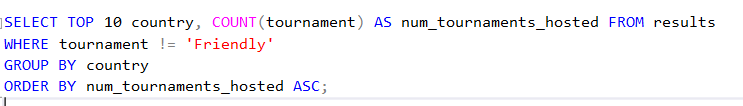 SELECT TOP 10 country, COUNT(tournament) AS num_tournaments_hosted FROM results
WHERE tournament != 'Friendly'
GROUP BY country
ORDER BY num_tournaments_hosted ASC;